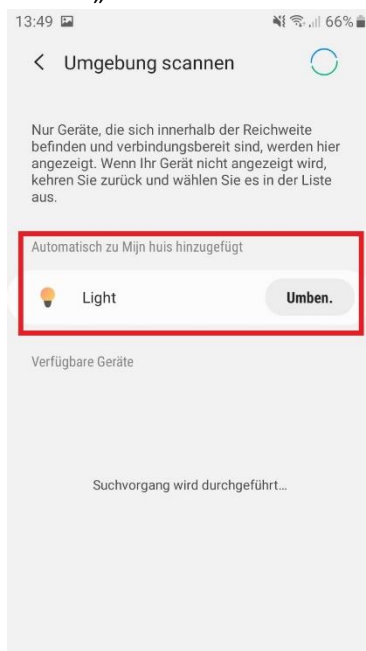 „
13:49 66%
Umgebung scannen
Nur Geräte, die sich innerhalb der Reichweite
befinden und verbindungsbereit sind, werden hier
angezeigt. Wenn Ihr Gerät nicht angezeigt wird,
kehren Sie zurück und wählen Sie es in der Liste
aus.
Automatisch zu Mijn huis hinzugefügt
Light Umben.
Verfügbare Geräte
Suchvorgang wird durchgeführt...